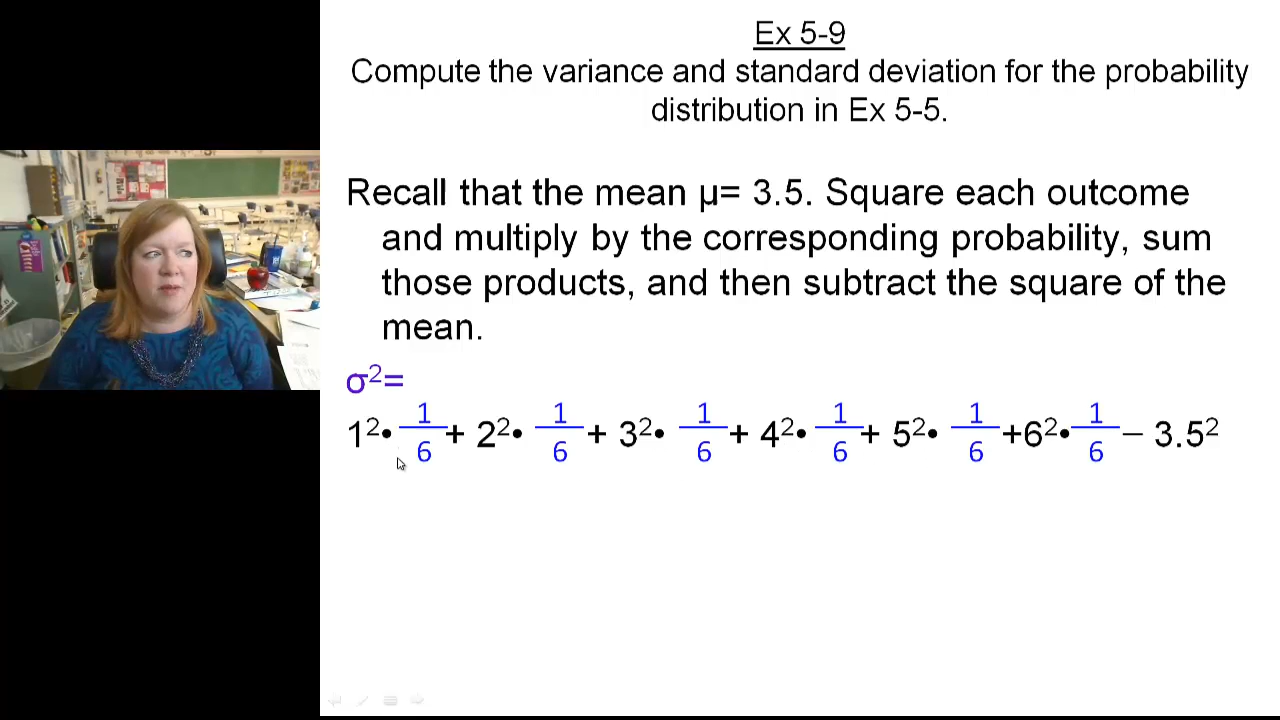 Ex 5-9
Compute the variance and standard deviation for the probability
distribution in Ex 5-5.
Recall that the mean μ= 3.5. Square each outcome
and multiply by the corresponding probability, sum
those products, and then subtract the square of the
mean.
σ²=
1²• 1/6 + 2²• 1/6 + 3²• 1/6 + 4²• 1/6 + 5²• 1/6 +6²• 1/6 – 3.5²